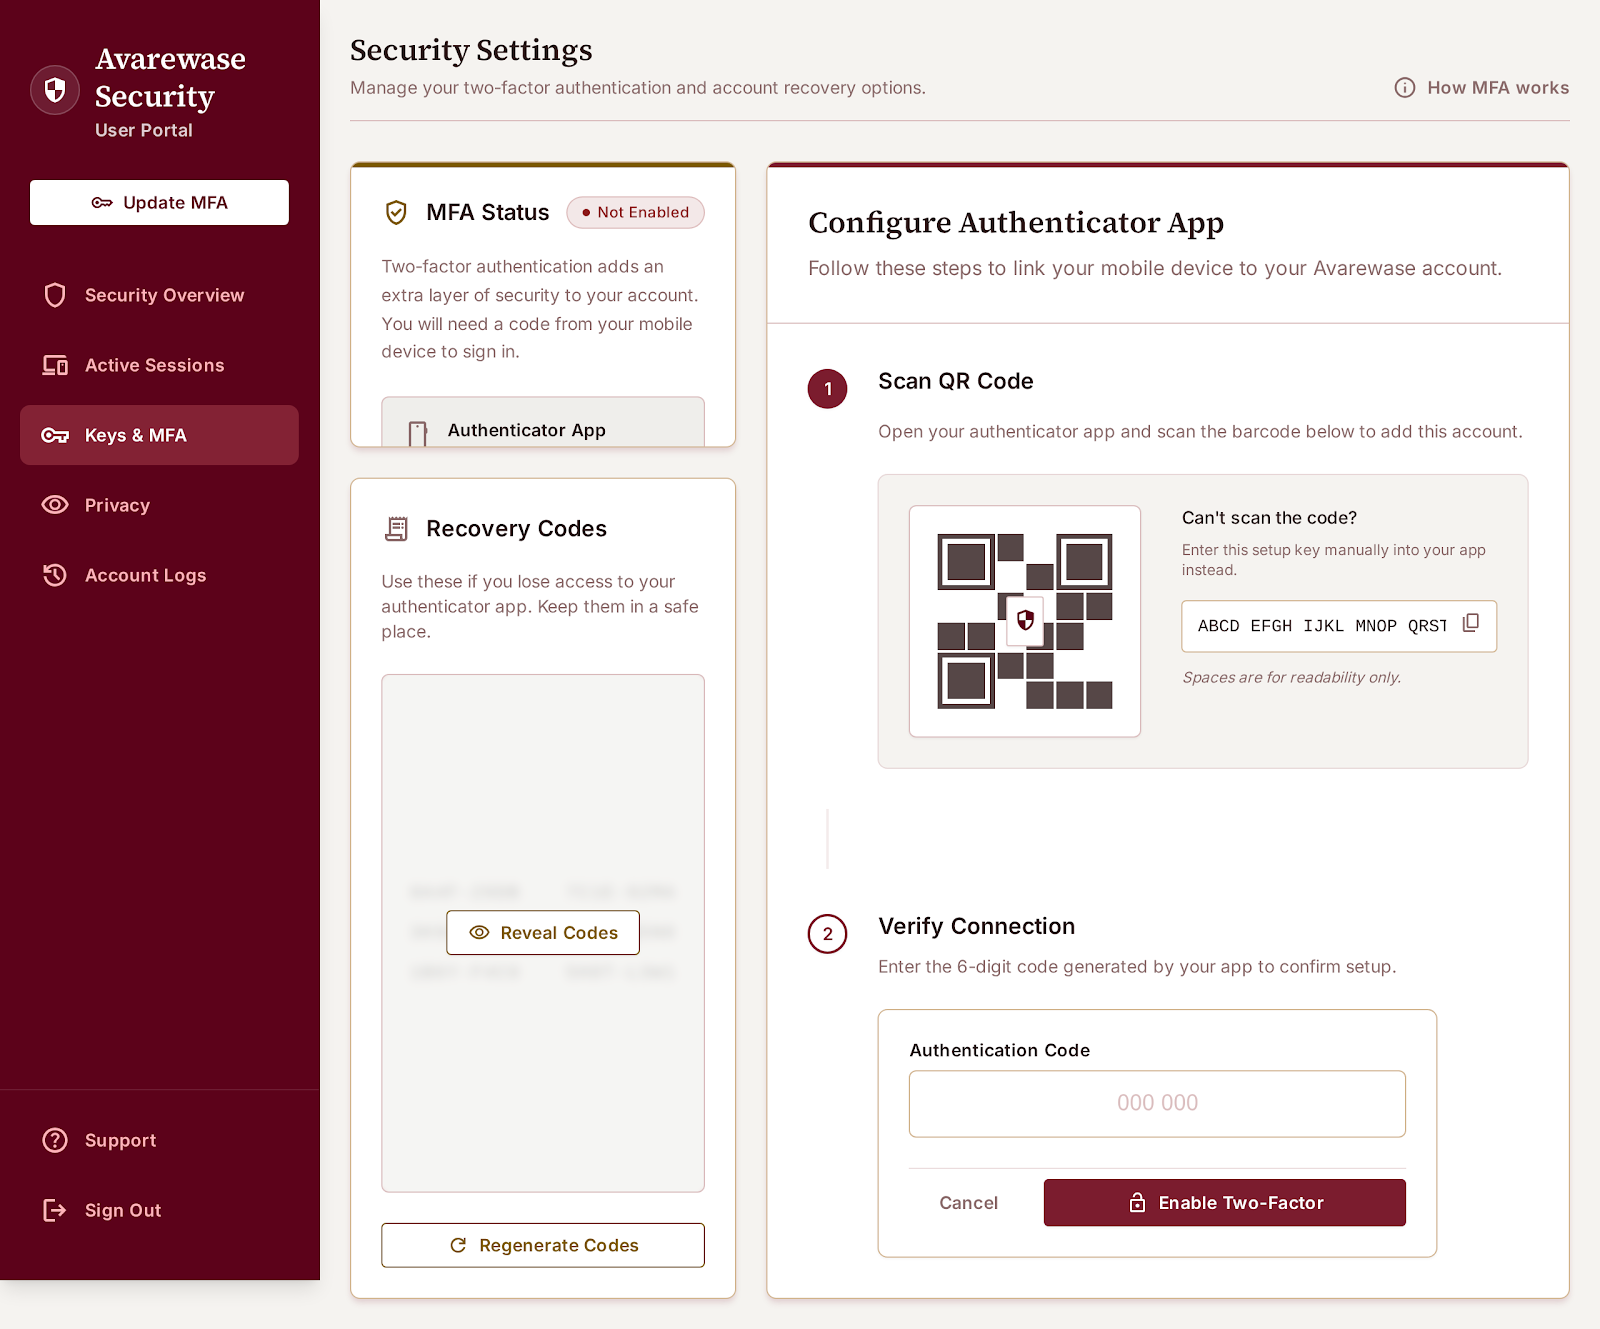 Avarewase
Security
User Portal
Update MFA
Security Overview
Active Sessions
Keys & MFA
Privacy
Account Logs
Support
Sign Out
Security Settings
Manage your two-factor authentication and account recovery options.
How MFA works
MFA Status
Not Enabled
Two-factor authentication adds an
extra layer of security to your account.
You will need a code from your mobile
device to sign in.
Authenticator App
Recovery Codes
Use these if you lose access to your
authenticator app. Keep them in a safe
place.
Reveal Codes
Regenerate Codes
Configure Authenticator App
Follow these steps to link your mobile device to your Avarewase account.
1
Scan QR Code
Open your authenticator app and scan the barcode below to add this account.
Can't scan the code?
Enter this setup key manually into your app
instead.
ABCD EFGH IJKL MNOP QRST
Spaces are for readability only.
2
Verify Connection
Enter the 6-digit code generated by your app to confirm setup.
Authentication Code
000 000
Cancel
Enable Two-Factor